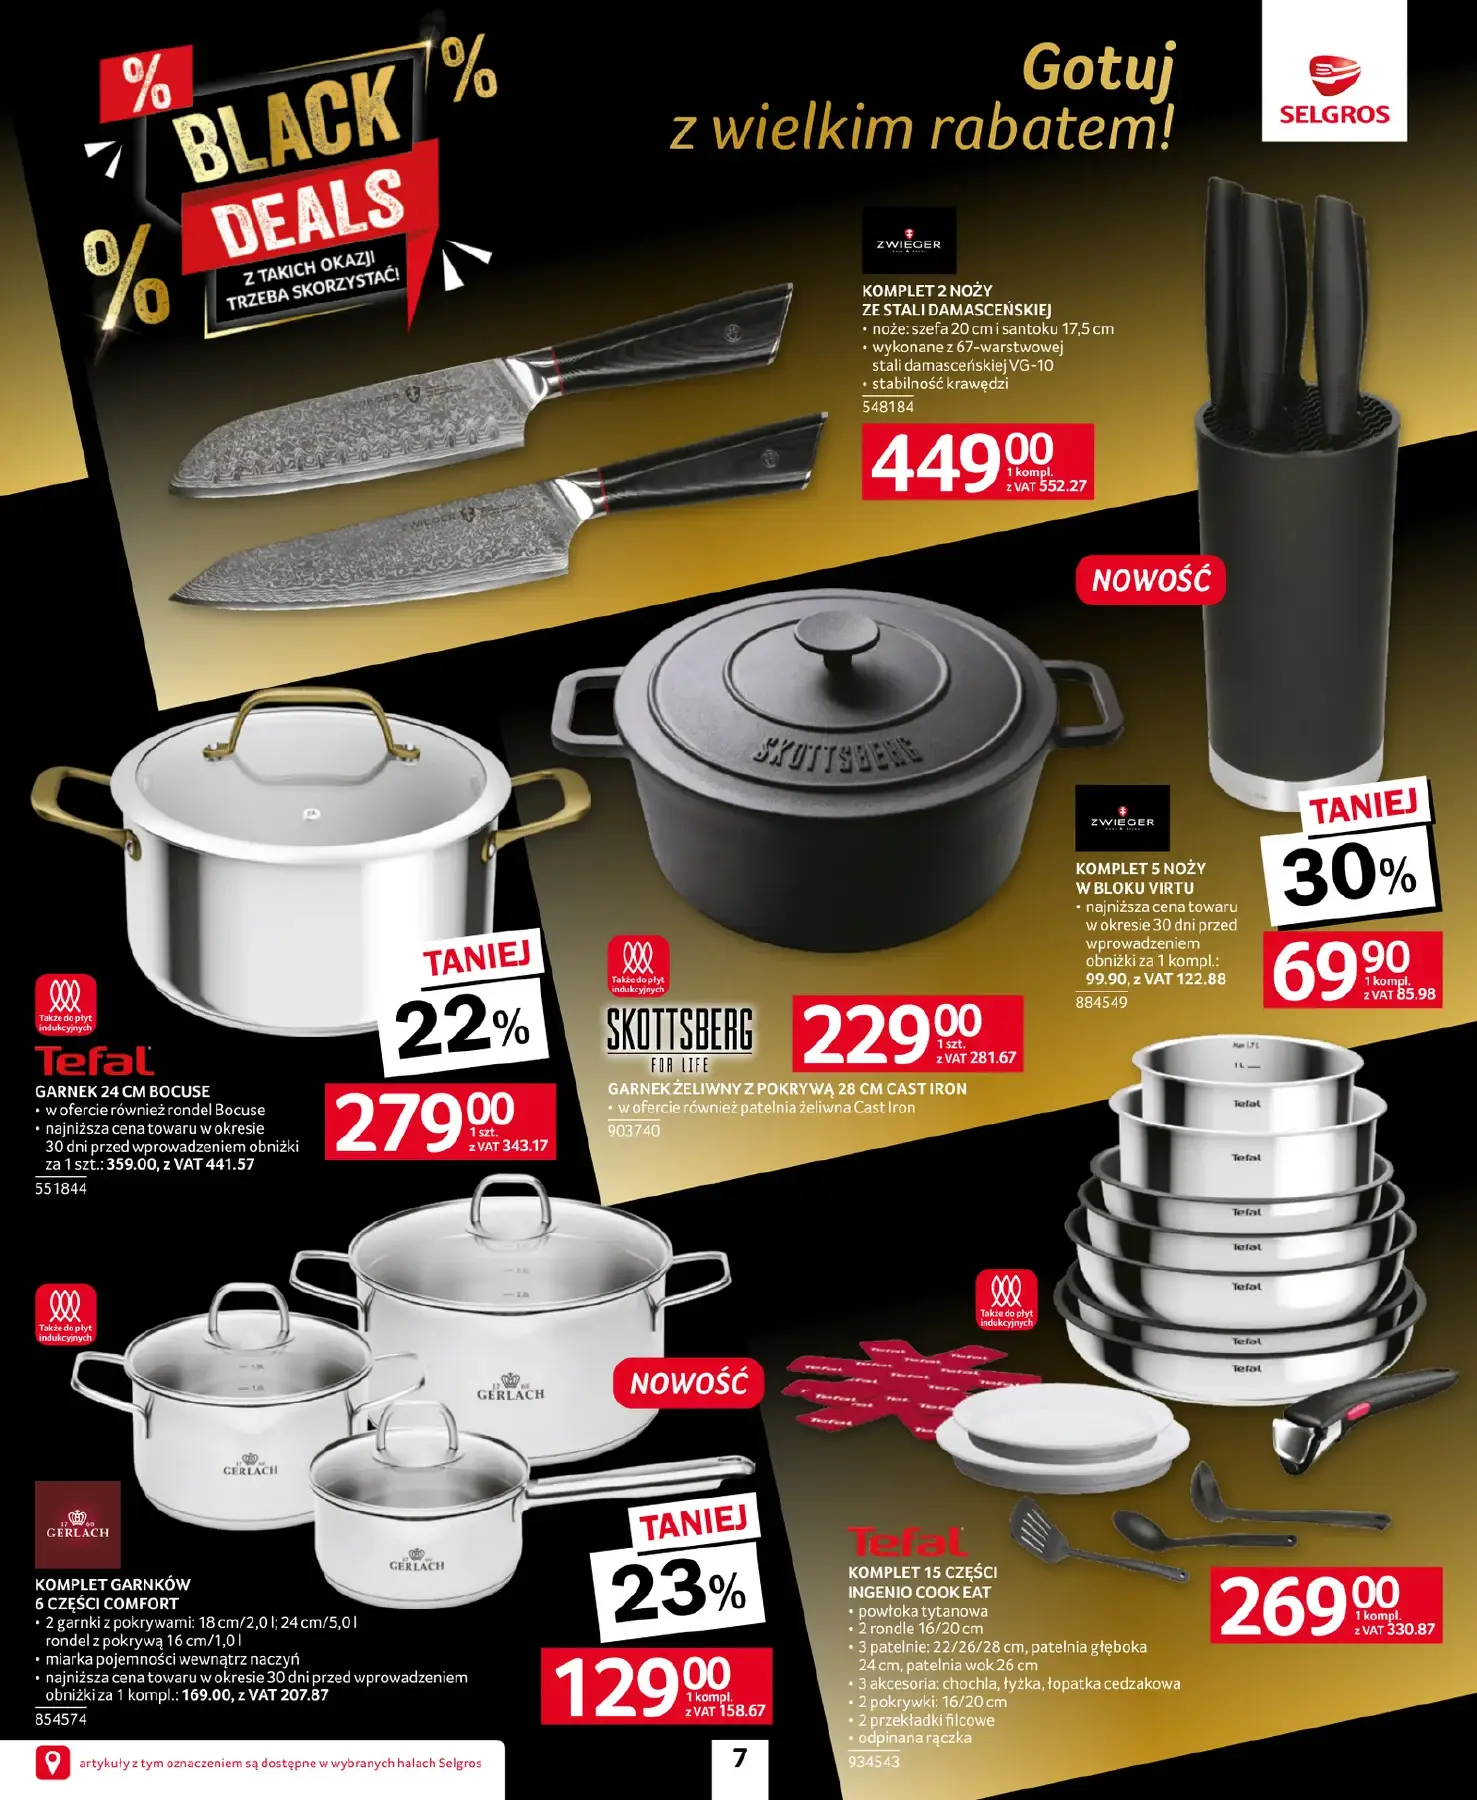 %
%
%
BLACK
DEALS
Z TAKICH OKAZJI
TRZEBA SKORZYSTAĆ!
Gotuj
z wielkim rabatem!
SELGROS
ZWIEGER
KOMPLET 2 NOŻY
ZE STALI DAMASCEŃSKIEJ
• noże: szefa 20 cm i santoku 17,5 cm
• wykonane z 67-warstwowej
stali damasceńskiej VG-10
• stabilność krawędzi
548184
449 00
1 kompl.
z VAT 552.27
ZWIEGER
ZWIEGER
NOWOŚĆ
SKOTTSBERG
ZWIEGER
KOMPLET 5 NOŻY
W BLOKU VIRTU
• najniższa cena towaru
w okresie 30 dni przed
wprowadzeniem
obniżki za 1 kompl.:
99.90, z VAT 122.88
884549
TANIEJ
30%
69 90
1 kompl.
z VAT 85.98
TANIEJ
22%
Także do płyt
indukcyjnych
Tefal
GARNEK 24 CM BOCUSE
• w ofercie również rondel Bocuse
• najniższa cena towaru w okresie
30 dni przed wprowadzeniem obniżki
za 1 szt.: 359.00, z VAT 441.57
551844
279 00
1 szt.
z VAT 343.17
Także do płyt
indukcyjnych
SKOTTSBERG
FOR LIFE
229 00
1 szt.
z VAT 281.67
GARNEK ŻELIWNY Z POKRYWĄ 28 CM CAST IRON
• w ofercie również patelnia żeliwna Cast Iron
903740
Max 1.7 L
1 L
Tefal
Tefal
Tefal
Tefal
Tefal
Tefal
Tefal
Także do płyt
indukcyjnych
GERLACH
GERLACH
GERLACH
NOWOŚĆ
Także do płyt
indukcyjnych
GERLACH
KOMPLET GARNKÓW
6 CZĘŚCI COMFORT
• 2 garnki z pokrywami: 18 cm/2,0 l; 24 cm/5,0 l
rondel z pokrywą 16 cm/1,0 l
• miarka pojemności wewnątrz naczyń
• najniższa cena towaru w okresie 30 dni przed wprowadzeniem
obniżki za 1 kompl.: 169.00, z VAT 207.87
854574
TANIEJ
23%
129 00
1 kompl.
z VAT 158.67
Tefal
KOMPLET 15 CZĘŚCI
INGENIO COOK EAT
• powłoka tytanowa
• 2 rondle 16/20 cm
• 3 patelnie: 22/26/28 cm, patelnia głęboka
24 cm, patelnia wok 26 cm
• 3 akcesoria: chochla, łyżka, łopatka cedzakowa
• 2 pokrywki: 16/20 cm
• 2 przekładki filcowe
• odpinana rączka
934543
269 00
1 kompl.
z VAT 330.87
artykuły z tym oznaczeniem są dostępne w wybranych halach Selgros
7